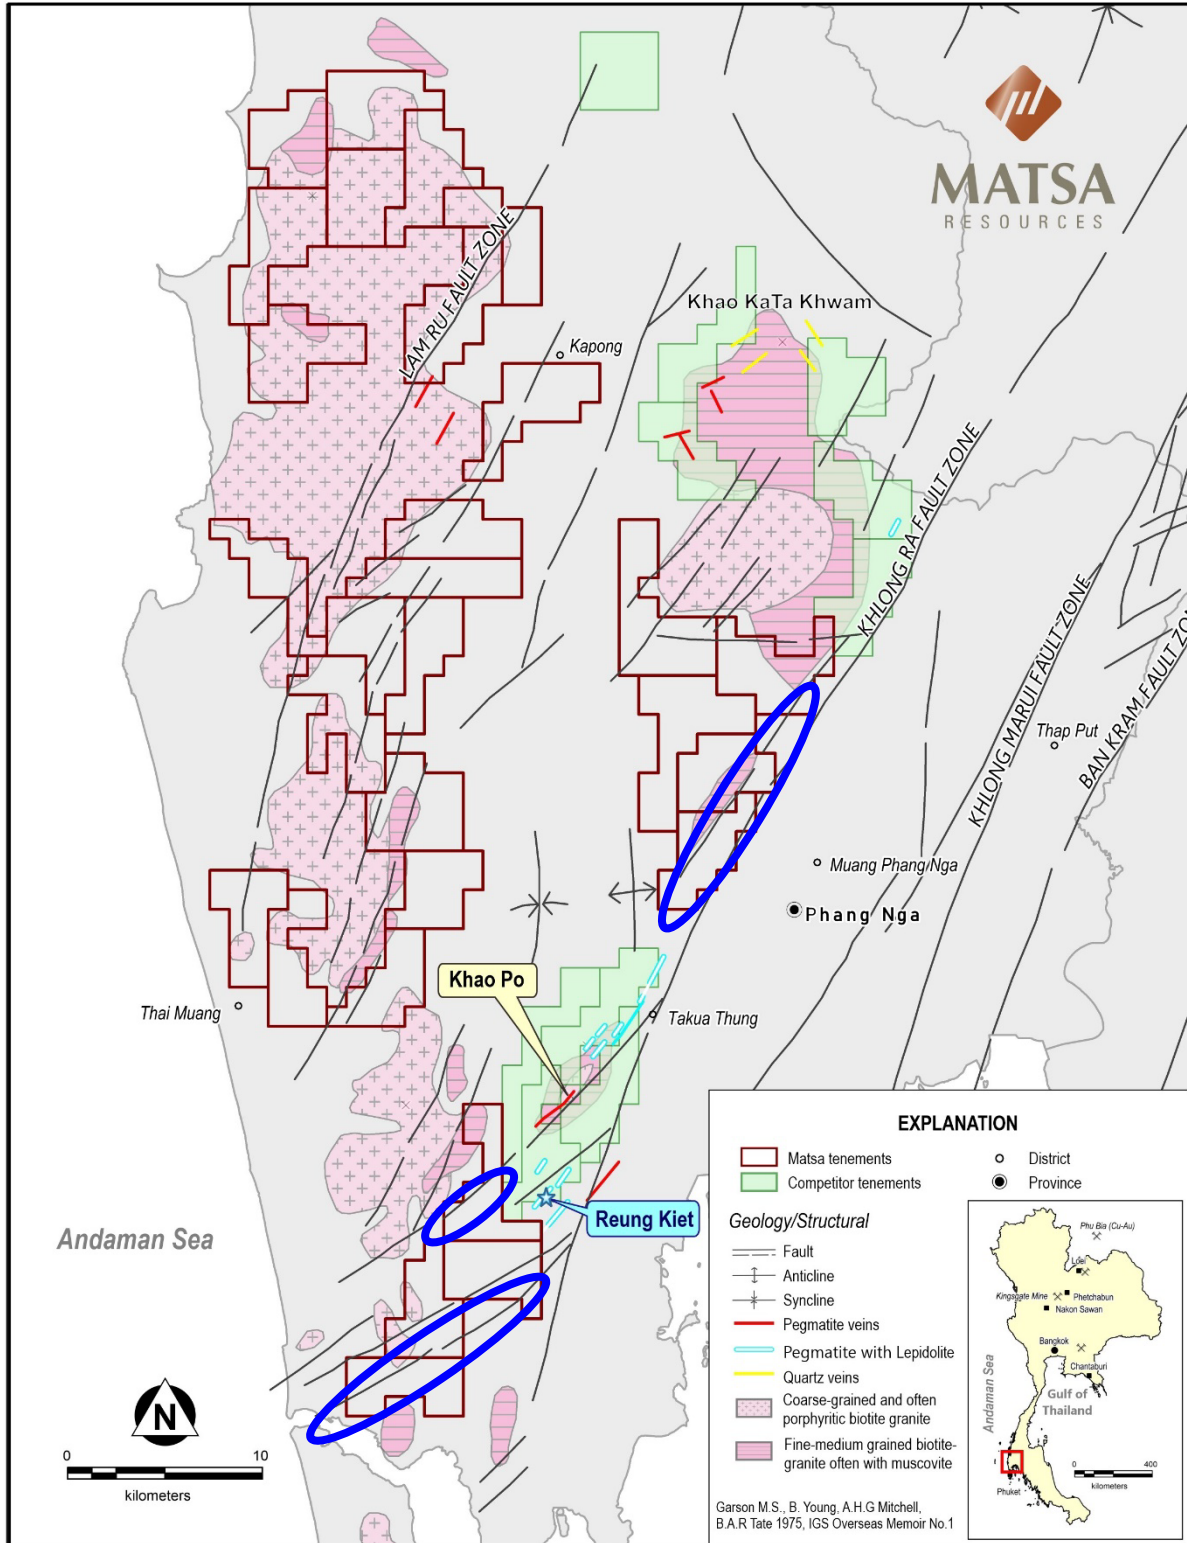 MATSA
RESOURCES
Khao KaTa Khwam
LAM RU FAULT ZONE
Kapong
KHLONG RA FAULT ZONE
KHLONG MARUI FAULT ZONE
BAN KRAM FAULT ZON
Thap Put
Muang Phang Nga
Phang Nga
Khao Po
Thai Muang
Takua Thung
Reung Kiet
Andaman Sea
N
0 10
kilometers
EXPLANATION
Matsa tenements
Competitor tenements
District
Province
Geology/Structural
Fault
Anticline
Syncline
Pegmatite veins
Pegmatite with Lepidolite
Quartz veins
Coarse-grained and often
porphyritic biotite granite
Fine-medium grained biotite-
granite often with muscovite
Garson M.S., B. Young, A.H.G Mitchell,
B.A.R Tate 1975, IGS Overseas Memoir No.1
Phu Bia (Cu-Au)
Loei
Kingsgate Mine
Phetchabun
Nakon Sawan
Bangkok
Chantaburi
Andaman Sea
Gulf of
Thailand
Phuket
0 400
kilometers